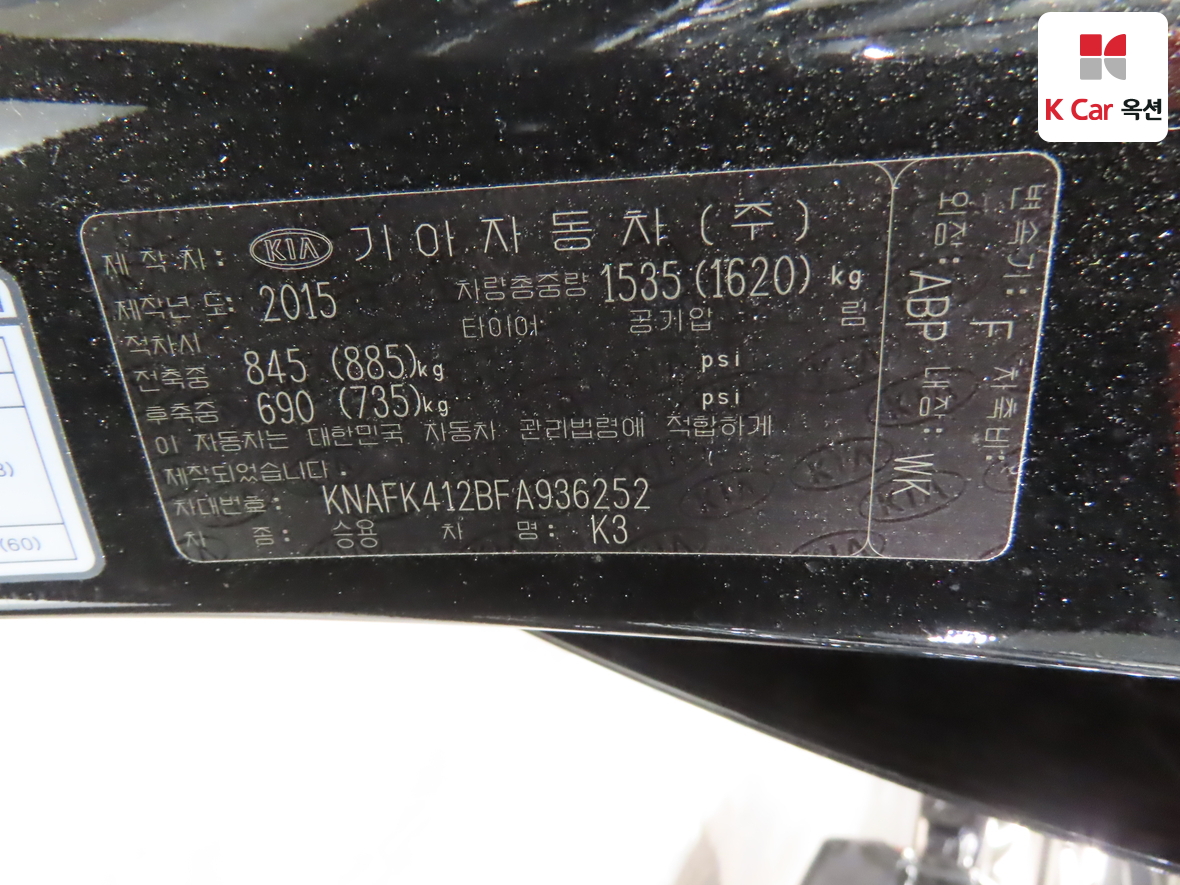 K Car 옥션
제 작 자 : KIA 기 아 자 동 차 ( 주 )
제작년 도: 2015 차량총중량 1535 (1620) kg
적차시 타이어 공기압 : 림
전축중 845 (885)kg psi
후축중 690 (735)kg psi
이 자동차는 대한민국 자동차 관리법령에 적합하게
제작되었습니다.
차대번호: KNAFK412BFA936252
차 종: 승용 차 명: K3
변속기: F 차축비:
외장: ABP 내장: WK
(60)